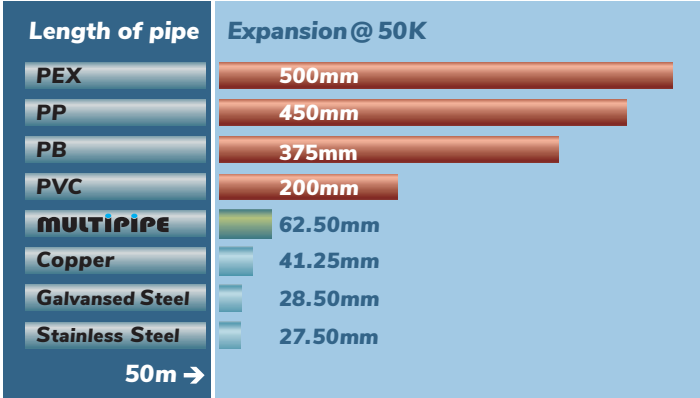 Length of pipe Expansion @ 50K
PEX 500mm
PP 450mm
PB 375mm
PVC 200mm
MULTiPiPE 62.50mm
Copper 41.25mm
Galvansed Steel 28.50mm
Stainless Steel 27.50mm
50m →